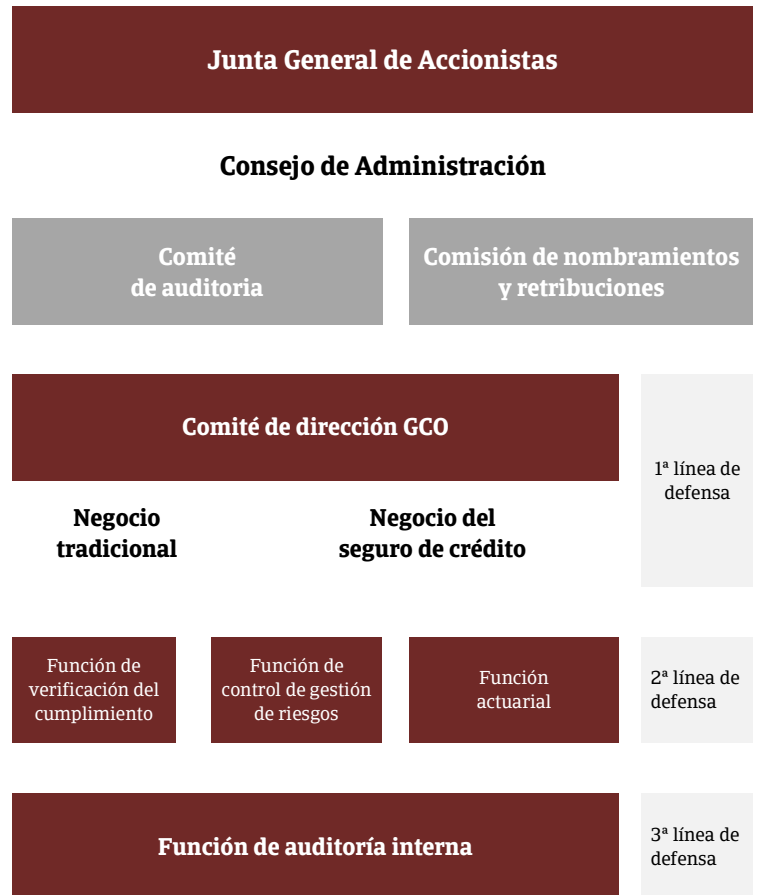 Junta General de Accionistas
Consejo de Administración
Comité
de auditoria
Comisión de nombramientos
y retribuciones
Comité de dirección GCO
1ª línea de
defensa
Negocio
tradicional
Negocio del
seguro de crédito
Función de
verificación del
cumplimiento
Función de
control de gestión
de riesgos
Función
actuarial
2ª línea de
defensa
Función de auditoría interna
3ª línea de
defensa